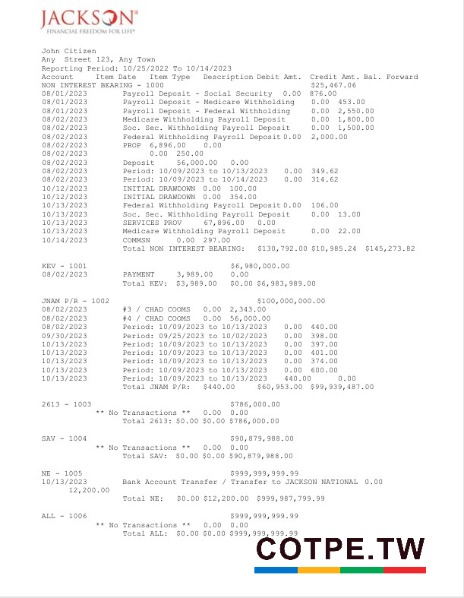 JACKSON®
FINANCIAL FREEDOM FOR LIFE®
John Citizen
Any Street 123, Any Town
Reporting Period: 10/25/2022 To 10/14/2023
Account Item Date Item Type Description Debit Amt. Credit Amt. Bal. Forward
NON INTEREST BEARING - 1000 $25,467.06
08/01/2023 Payroll Deposit - Social Security 0.00 876.00
08/01/2023 Payroll Deposit - Medicare Withholding 0.00 453.00
08/01/2023 Payroll Deposit - Federal Withholding 0.00 2,550.00
08/02/2023 Medicare Withholding Payroll Deposit 0.00 1,800.00
08/02/2023 Soc. Sec. Withholding Payroll Deposit 0.00 1,500.00
08/02/2023 Federal Withholding Payroll Deposit 0.00 2,000.00
08/02/2023 PROP 6,896.00 0.00
08/02/2023 0.00 250.00
08/02/2023 Deposit 56,000.00 0.00
08/02/2023 Period: 10/09/2023 to 10/13/2023 0.00 349.62
08/02/2023 Period: 10/09/2023 to 10/14/2023 0.00 314.62
10/12/2023 INITIAL DRAWDOWN 0.00 100.00
10/12/2023 INITIAL DRAWDOWN 0.00 354.00
10/13/2023 Federal Withholding Payroll Deposit 0.00 106.00
10/13/2023 Soc. Sec. Withholding Payroll Deposit 0.00 13.00
10/13/2023 SERVICES PROV 67,896.00 0.00
10/13/2023 Medicare Withholding Payroll Deposit 0.00 22.00
10/14/2023 COMMSN 0.00 297.00
Total NON INTEREST BEARING: $130,792.00 $10,985.24 $145,273.82
KEV - 1001 $6,980,000.00
08/02/2023 PAYMENT 3,989.00 0.00
Total KEV: $3,989.00 $0.00 $6,983,989.00
JNAM P/R - 1002 $100,000,000.00
08/02/2023 #3 / CHAD COOMS 0.00 2,343.00
08/02/2023 #4 / CHAD COOMS 0.00 56,000.00
08/02/2023 Period: 10/09/2023 to 10/13/2023 0.00 440.00
09/30/2023 Period: 09/25/2023 to 10/02/2023 0.00 398.00
10/13/2023 Period: 10/09/2023 to 10/13/2023 0.00 397.00
10/13/2023 Period: 10/09/2023 to 10/13/2023 0.00 401.00
10/13/2023 Period: 10/09/2023 to 10/13/2023 0.00 374.00
10/13/2023 Period: 10/09/2023 to 10/13/2023 0.00 600.00
10/13/2023 Period: 10/09/2023 to 10/13/2023 440.00 0.00
Total JNAM P/R: $440.00 $60,953.00 $99,939,487.00
2613 - 1003 $786,000.00
** No Transactions ** 0.00 0.00
Total 2613: $0.00 $0.00 $786,000.00
SAV - 1004 $90,879,988.00
** No Transactions ** 0.00 0.00
Total SAV: $0.00 $0.00 $90,879,988.00
NE - 1005 $999,999,999.99
10/13/2023 Bank Account Transfer / Transfer to JACKSON NATIONAL 0.00
12,200.00
Total NE: $0.00 $12,200.00 $999,987,799.99
ALL - 1006 $999,999,999.99
** No Transactions ** 0.00 0.00
Total ALL: $0.00 $0.00 $999,999,999.99
COTPE.TW